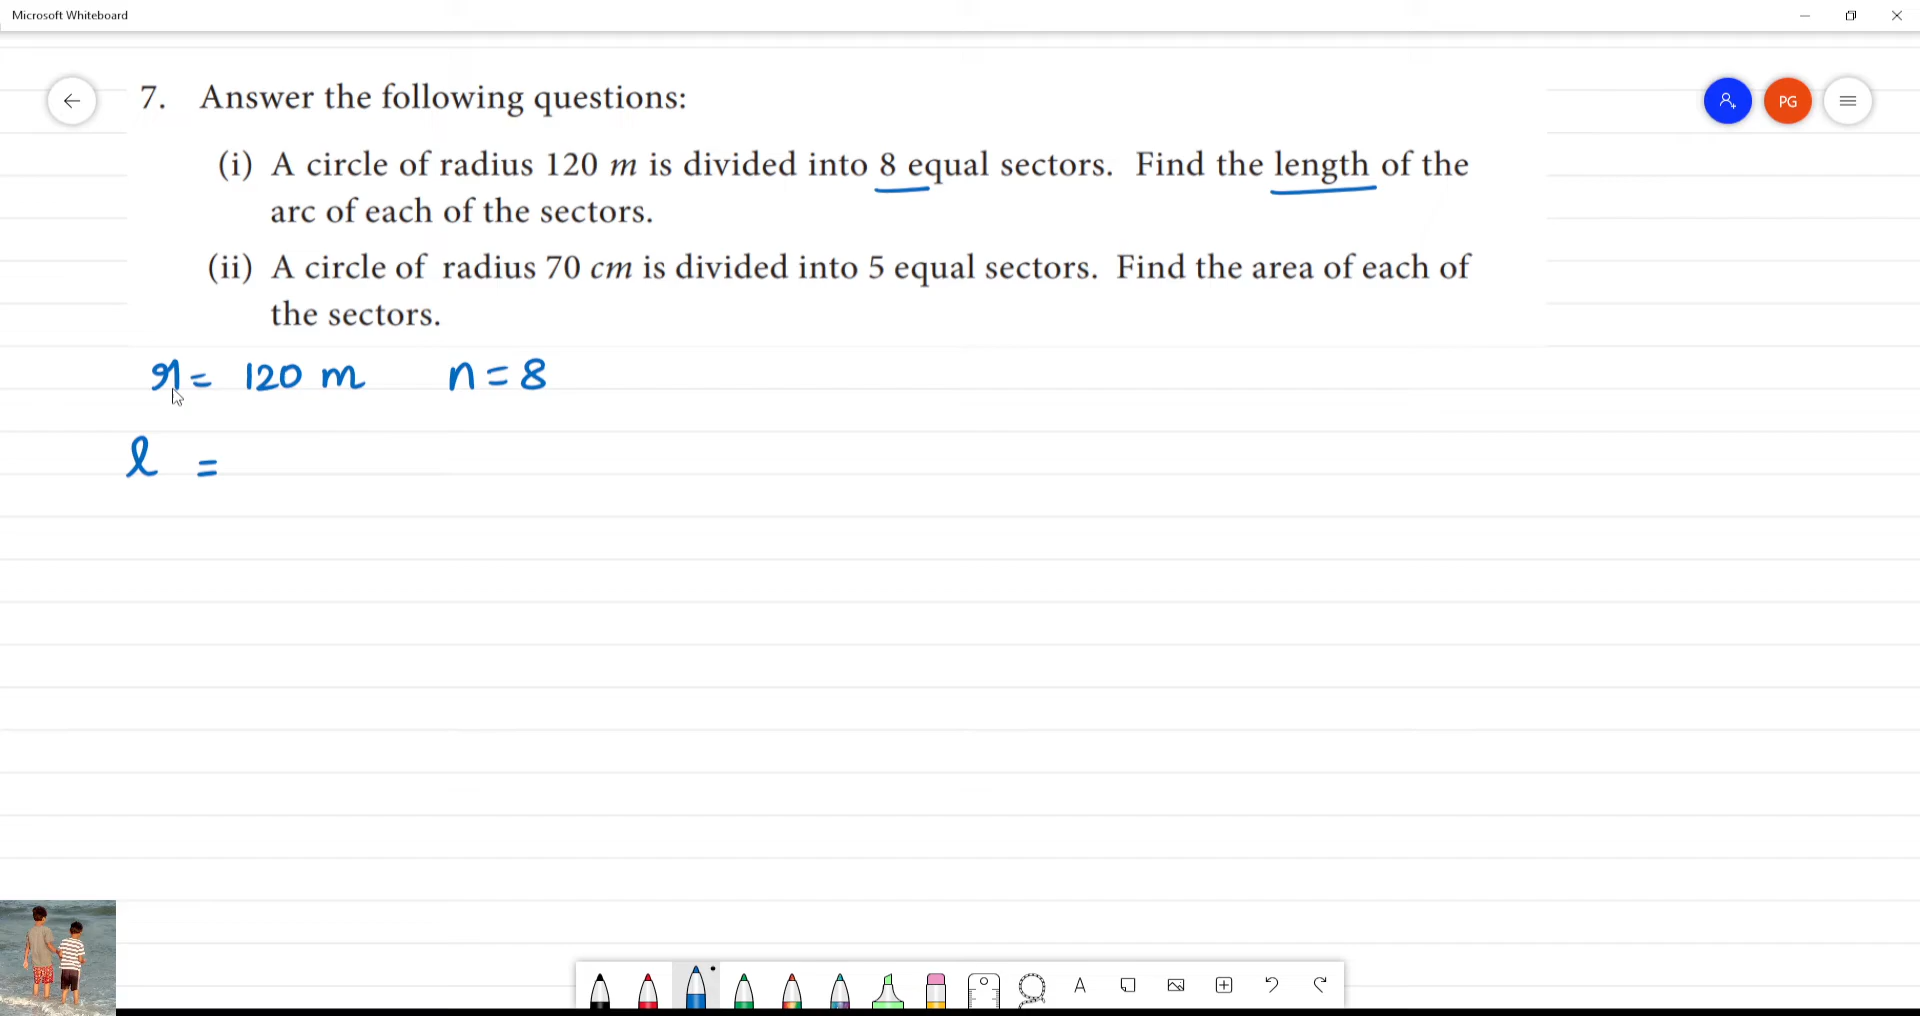 Microsoft Whiteboard
7. Answer the following questions:
PG
(i) A circle of radius 120 m is divided into 8 equal sectors. Find the length of the
arc of each of the sectors.
(ii) A circle of radius 70 cm is divided into 5 equal sectors. Find the area of each of
the sectors.
r = 120 m n = 8
l =
A